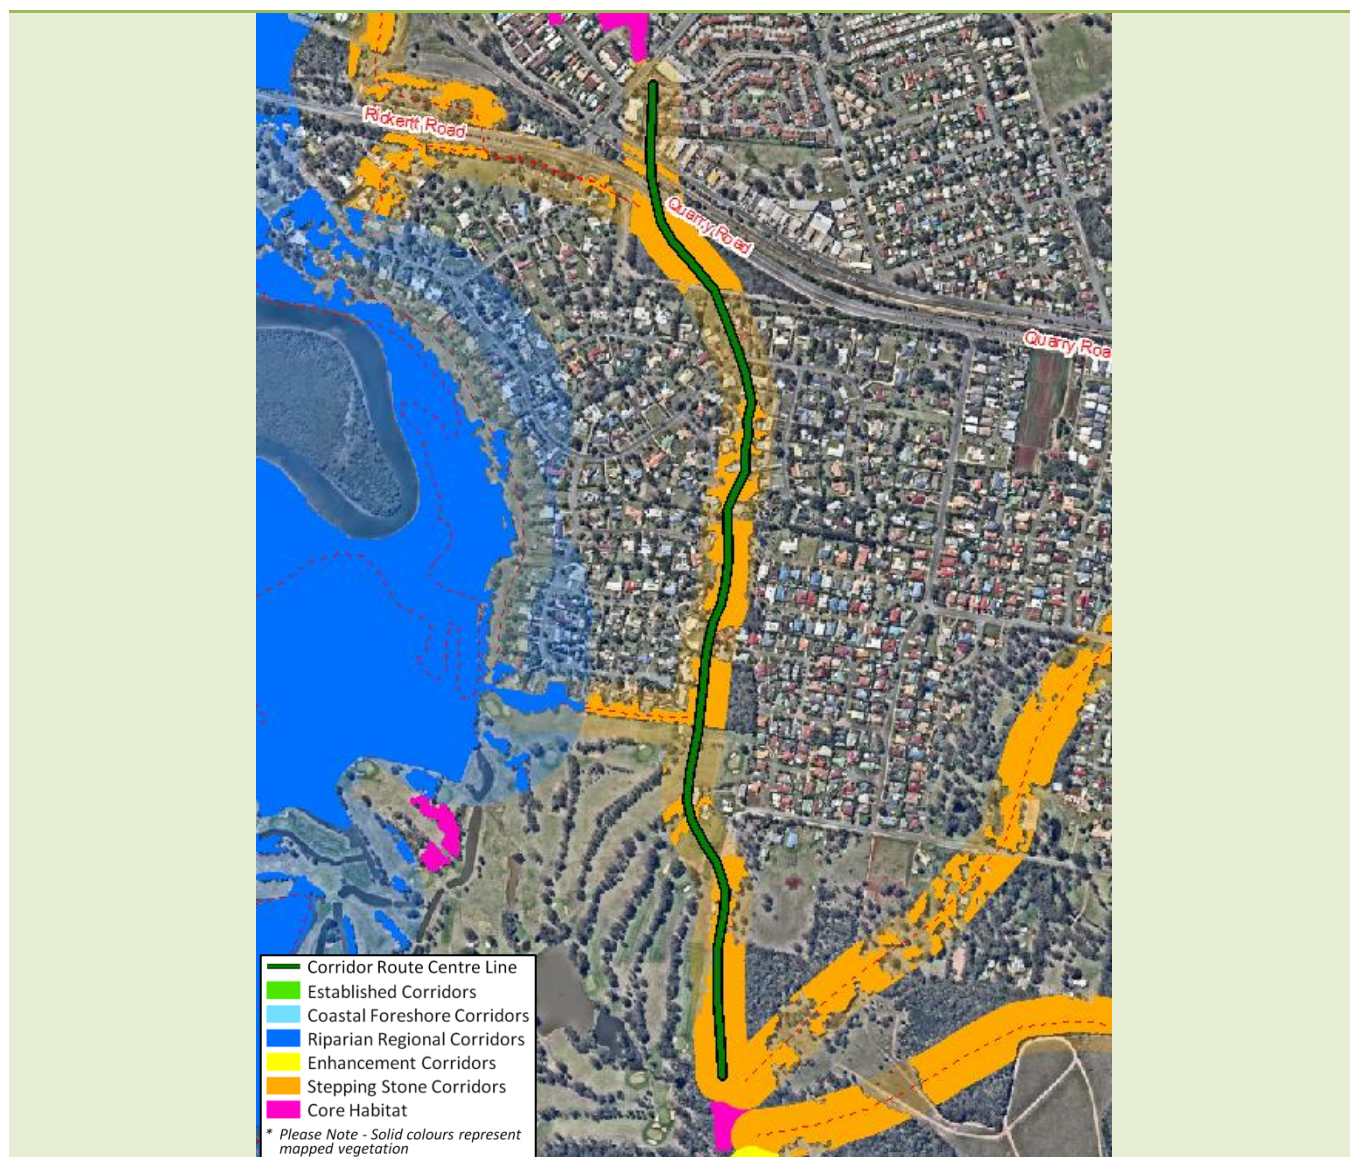 Rickertt Road
Quarry Road
Quarry Roa
Corridor Route Centre Line
Established Corridors
Coastal Foreshore Corridors
Riparian Regional Corridors
Enhancement Corridors
Stepping Stone Corridors
Core Habitat
* Please Note - Solid colours represent
mapped vegetation